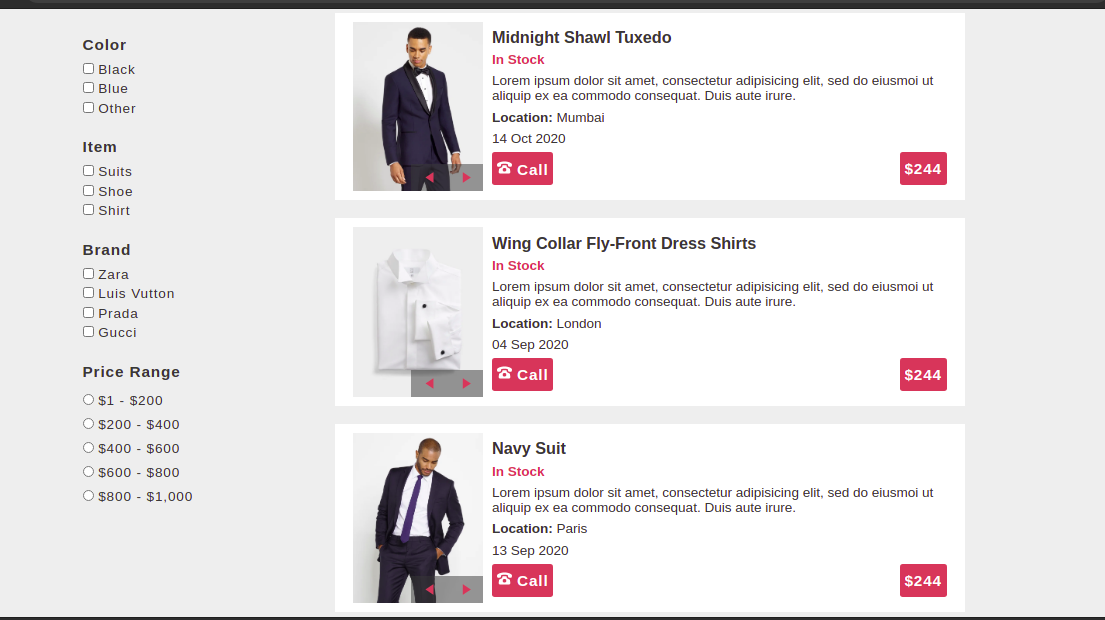 Color
Black
Blue
Other
Item
Suits
Shoe
Shirt
Brand
Zara
Luis Vutton
Prada
Gucci
Price Range
$1 - $200
$200 - $400
$400 - $600
$600 - $800
$800 - $1,000
Midnight Shawl Tuxedo
In Stock
Lorem ipsum dolor sit amet, consectetur adipisicing elit, sed do eiusmoi ut
aliquip ex ea commodo consequat. Duis aute irure.
Location: Mumbai
14 Oct 2020
Call
$244
Wing Collar Fly-Front Dress Shirts
In Stock
Lorem ipsum dolor sit amet, consectetur adipisicing elit, sed do eiusmoi ut
aliquip ex ea commodo consequat. Duis aute irure.
Location: London
04 Sep 2020
Call
$244
Navy Suit
In Stock
Lorem ipsum dolor sit amet, consectetur adipisicing elit, sed do eiusmoi ut
aliquip ex ea commodo consequat. Duis aute irure.
Location: Paris
13 Sep 2020
Call
$244